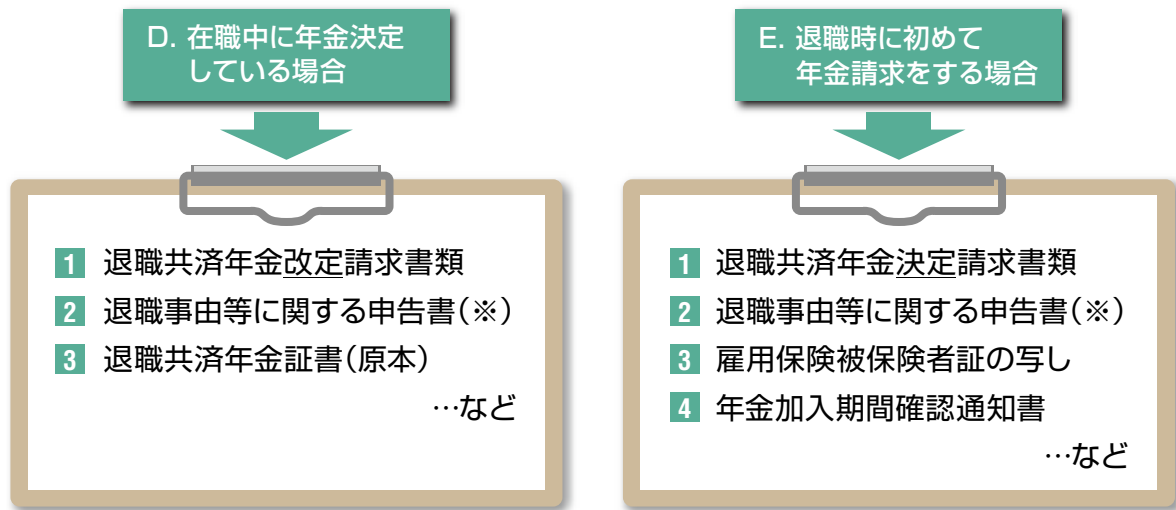 D. 在職中に年金決定
している場合
1 退職共済年金改定請求書類
2 退職事由等に関する申告書(※)
3 退職共済年金証書(原本)
…など
E. 退職時に初めて
年金請求をする場合
1 退職共済年金決定請求書類
2 退職事由等に関する申告書(※)
3 雇用保険被保険者証の写し
4 年金加入期間確認通知書
…など